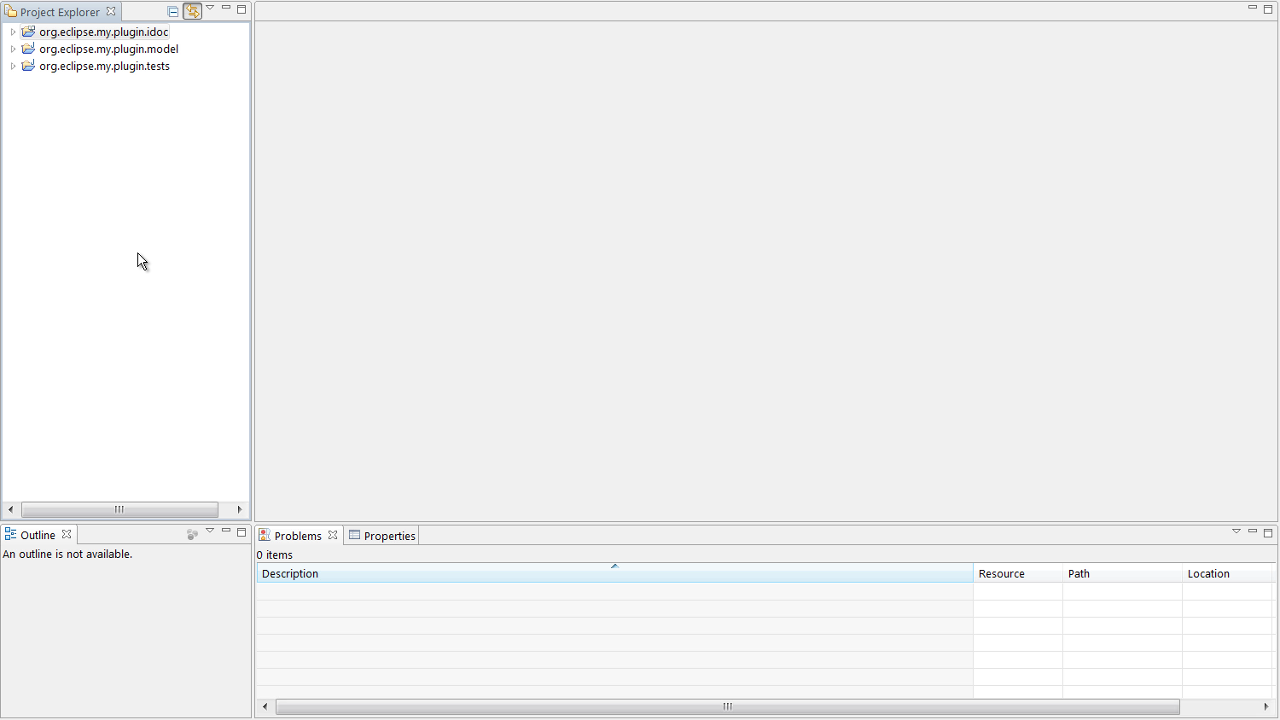 Project Explorer
org.eclipse.my.plugin.idoc
org.eclipse.my.plugin.model
org.eclipse.my.plugin.tests
Outline
An outline is not available.
Problems
Properties
0 items
Description Resource Path Location